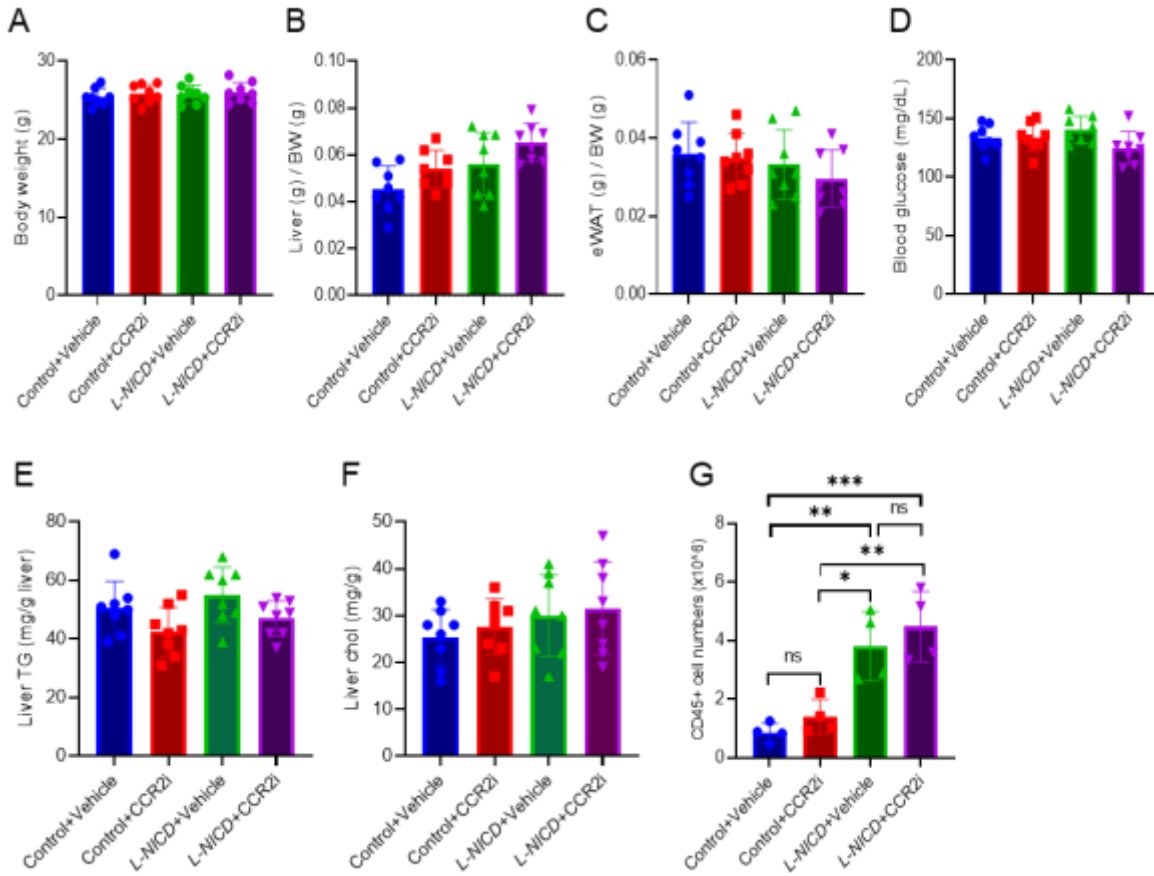 A
Body weight (g)
30
20
10
0
Control+Vehicle
Control+CCR2i
L-NICD+Vehicle
L-NICD+CCR2i
B
Liver (g) / BW (g)
0.10
0.08
0.06
0.04
0.02
0.00
Control+Vehicle
Control+CCR2i
L-NICD+Vehicle
L-NICD+CCR2i
C
eWAT (g) / BW (g)
0.06
0.04
0.02
0.00
Control+Vehicle
Control+CCR2i
L-NICD+Vehicle
L-NICD+CCR2i
D
Blood glucose (mg/dL)
200
150
100
50
0
Control+Vehicle
Control+CCR2i
L-NICD+Vehicle
L-NICD+CCR2i
E
Liver TG (mg/g liver)
80
60
40
20
0
Control+Vehicle
Control+CCR2i
L-NICD+Vehicle
L-NICD+CCR2i
F
Liver chol (mg/g)
50
40
30
20
10
0
Control+Vehicle
Control+CCR2i
L-NICD+Vehicle
L-NICD+CCR2i
G
CD45+ cell numbers (x10^6)
8
6
4
2
0
***
** ns
**
*
ns
Control+Vehicle
Control+CCR2i
L-NICD+Vehicle
L-NICD+CCR2i